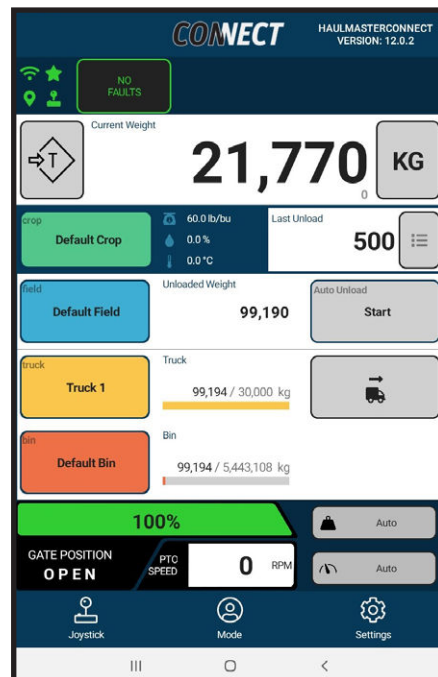 CONNECT
HAULMASTERCONNECT
VERSION: 12.0.2
NO
FAULTS
Current Weight
T
21,770
0
KG
crop
Default Crop
60.0 lb/bu
0.0 %
0.0 °C
Last Unload
500
field
Default Field
Unloaded Weight
99,190
Auto Unload
Start
truck
Truck 1
Truck
99,194 / 30,000 kg
bin
Default Bin
Bin
99,194 / 5,443,108 kg
100%
Auto
GATE POSITION
OPEN
PTO
SPEED
0 RPM
Auto
Joystick
Mode
Settings